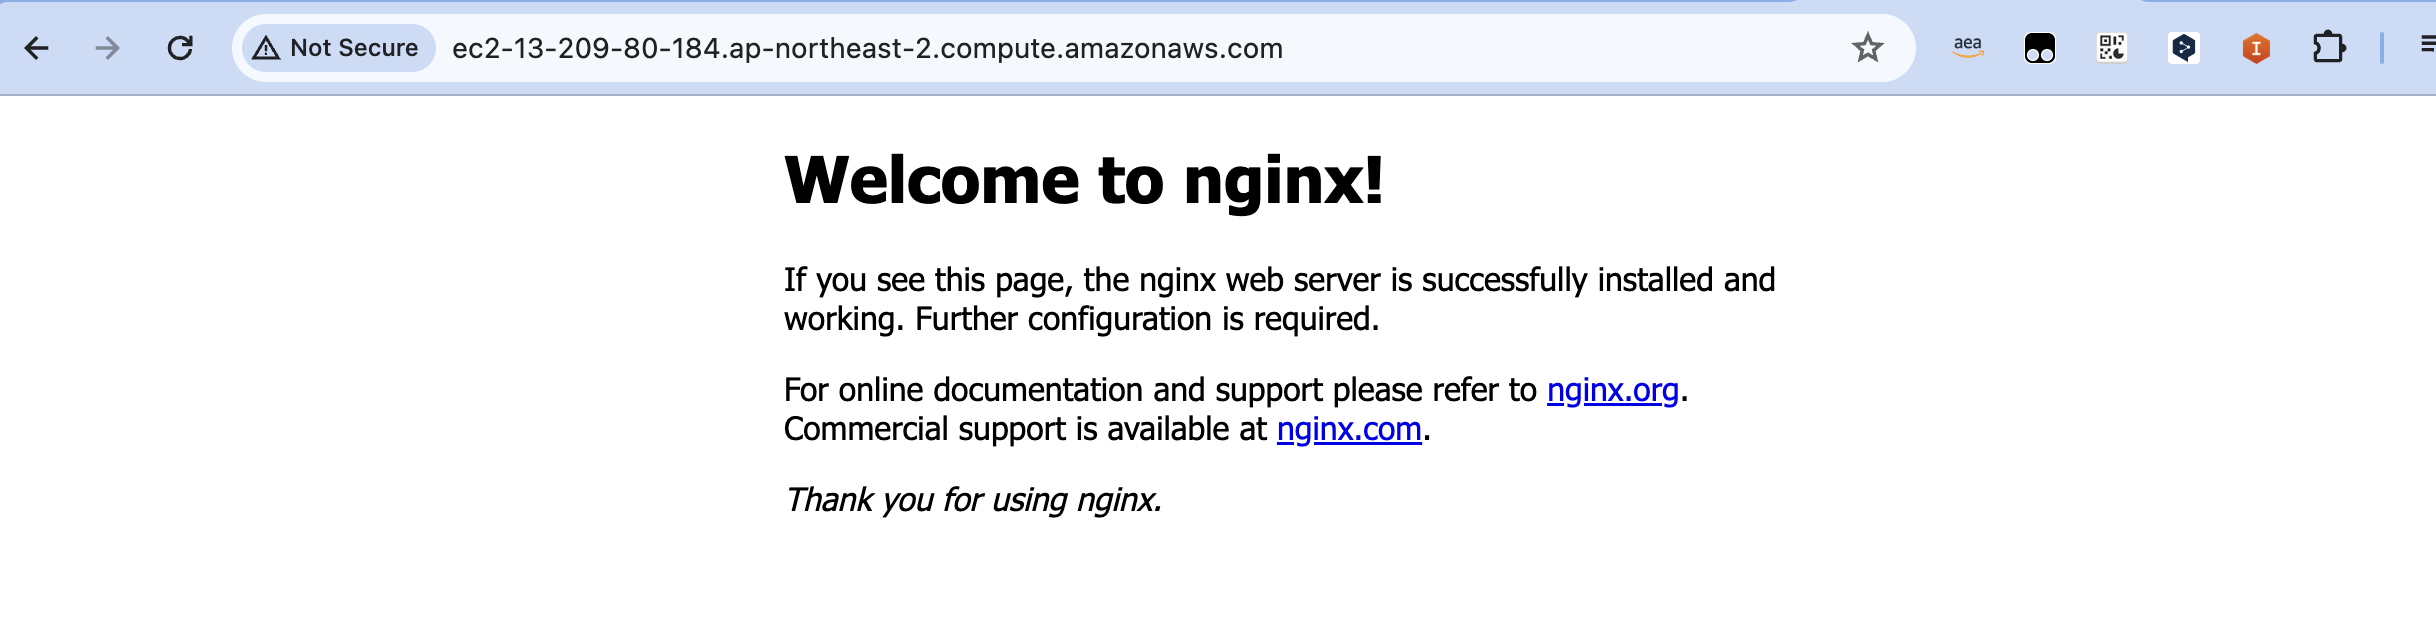 Not Secure ec2-13-209-80-184.ap-northeast-2.compute.amazonaws.com aea I
Welcome to nginx!
If you see this page, the nginx web server is successfully installed and
working. Further configuration is required.
For online documentation and support please refer to nginx.org.
Commercial support is available at nginx.com.
Thank you for using nginx.